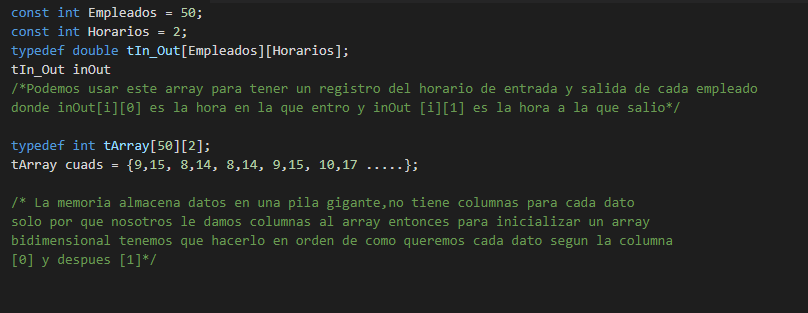 const int Empleados = 50;
const int Horarios = 2;
typedef double tIn_Out[Empleados][Horarios];
tIn_Out inOut
/*Podemos usar este array para tener un registro del horario de entrada y salida de cada empleado
donde inOut[i][0] es la hora en la que entro y inOut [i][1] es la hora a la que salio*/
typedef int tArray[50][2];
tArray cuads = {9,15, 8,14, 8,14, 9,15, 10,17 .....};
/* La memoria almacena datos en una pila gigante,no tiene columnas para cada dato
solo por que nosotros le damos columnas al array entonces para inicializar un array
bidimensional tenemos que hacerlo en orden de como queremos cada dato segun la columna
[0] y despues [1]*/